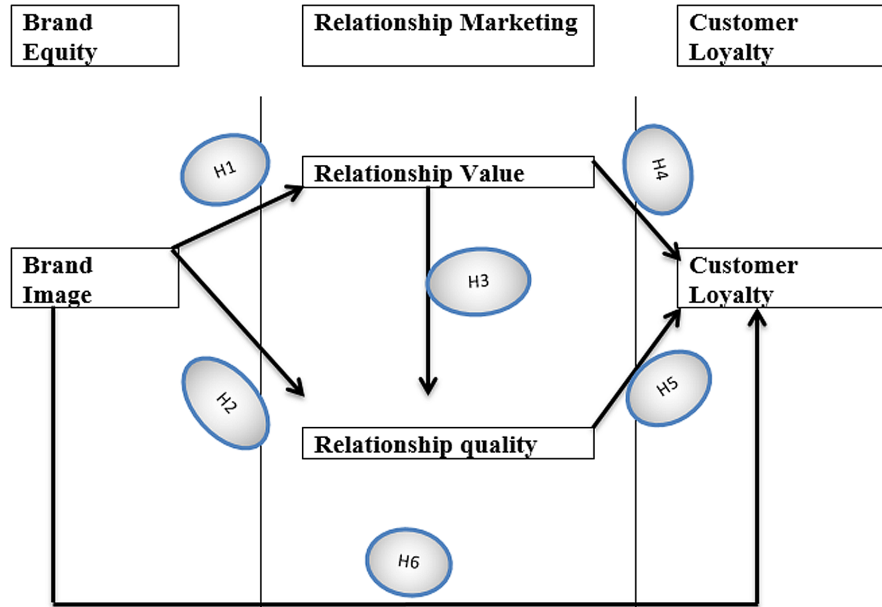 Brand
Equity
Relationship Marketing
Customer
Loyalty
H1
Relationship Value
H4
Brand
Image
H3
Customer
Loyalty
H2
H5
Relationship quality
H6